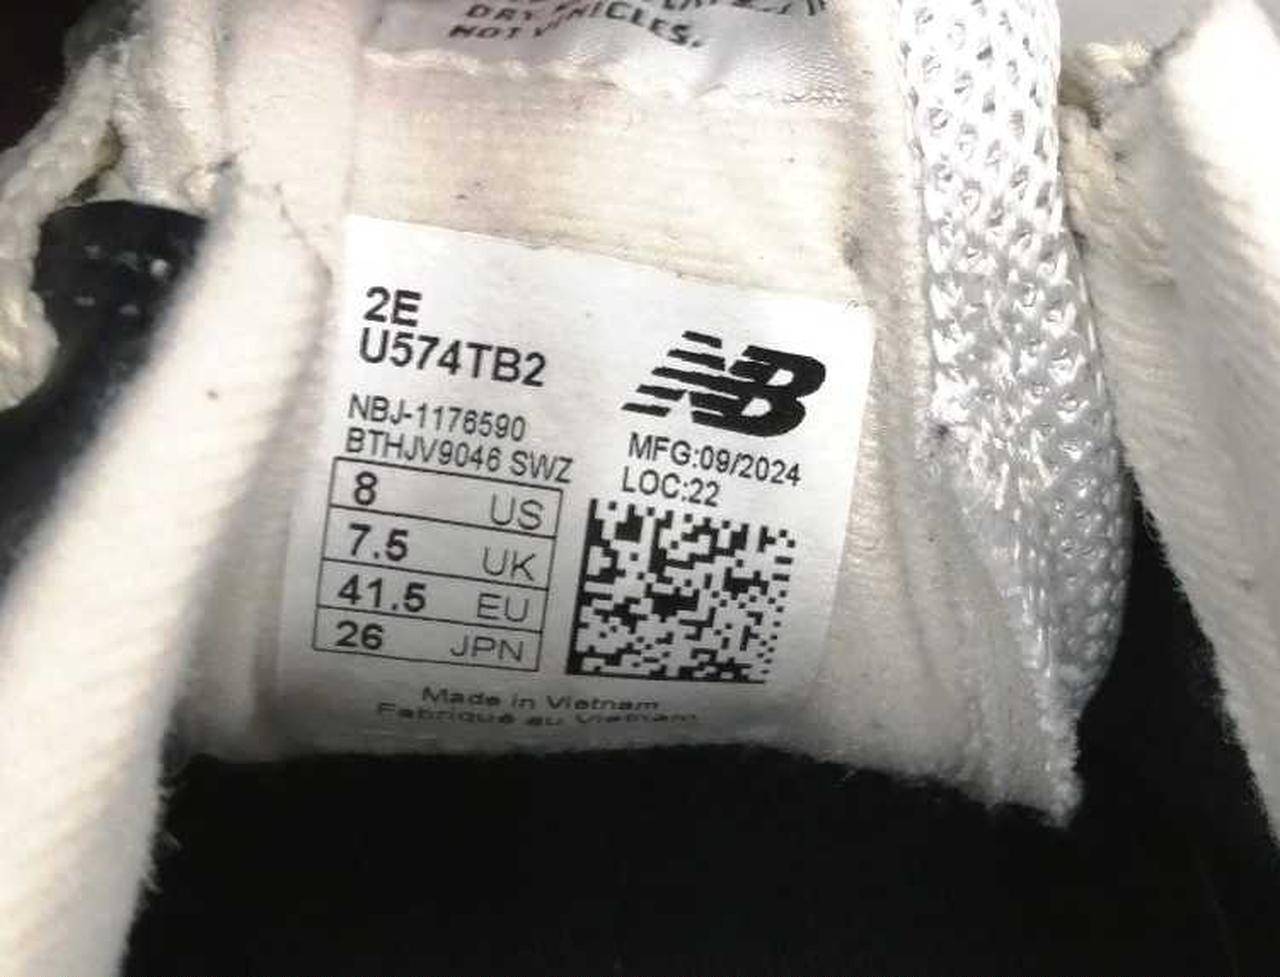 DRY
NOT VEHICLES.
2E
U574TB2
NB
NBJ-1176590
BTHJV9046 SWZ
MFG:09/2024
LOC:22
8 US
7.5 UK
41.5 EU
26 JPN
Made in Vietnam
Fabriqué au Vietnam